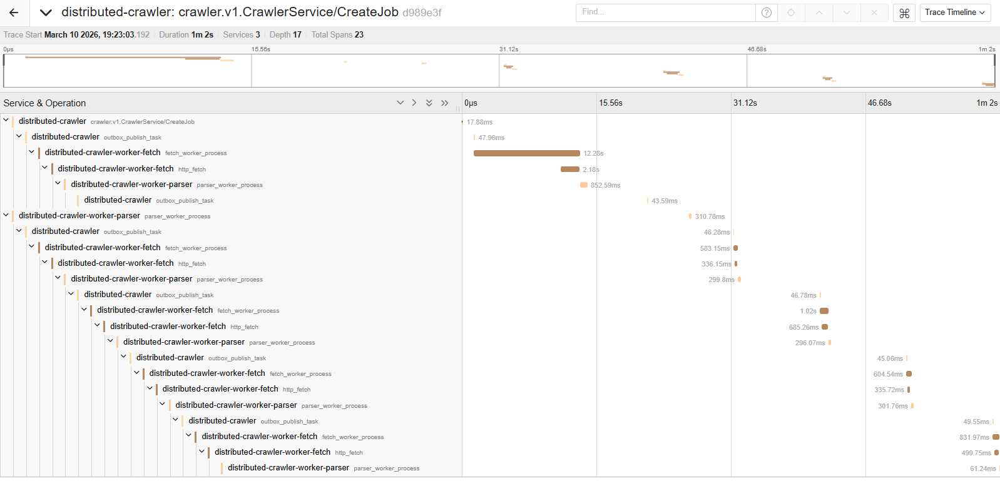 distributed-crawler: crawler.v1.CrawlerService/CreateJob d989e3f
Find...
Trace Timeline
Trace Start March 10 2026, 19:23:03.192 Duration 1m 2s Services 3 Depth 17 Total Spans 23
0μs 15.56s 31.12s 46.68s 1m 2s
Service & Operation 0μs 15.56s 31.12s 46.68s 1m 2s
distributed-crawler crawler.v1.CrawlerService/CreateJob 17.88ms
distributed-crawler outbox_publish_task 47.96ms
distributed-crawler-worker-fetch fetch_worker_process 12.28s
distributed-crawler-worker-fetch http_fetch 2.18s
distributed-crawler-worker-parser parser_worker_process 852.59ms
distributed-crawler outbox_publish_task 43.59ms
distributed-crawler-worker-parser parser_worker_process 310.78ms
distributed-crawler outbox_publish_task 46.28ms
distributed-crawler-worker-fetch fetch_worker_process 583.15ms
distributed-crawler-worker-fetch http_fetch 336.15ms
distributed-crawler-worker-parser parser_worker_process 299.8ms
distributed-crawler outbox_publish_task 46.78ms
distributed-crawler-worker-fetch fetch_worker_process 1.02s
distributed-crawler-worker-fetch http_fetch 685.26ms
distributed-crawler-worker-parser parser_worker_process 296.07ms
distributed-crawler outbox_publish_task 45.06ms
distributed-crawler-worker-fetch fetch_worker_process 604.54ms
distributed-crawler-worker-fetch http_fetch 335.72ms
distributed-crawler-worker-parser parser_worker_process 301.76ms
distributed-crawler outbox_publish_task 49.55ms
distributed-crawler-worker-fetch fetch_worker_process 831.97ms
distributed-crawler-worker-fetch http_fetch 499.75ms
distributed-crawler-worker-parser parser_worker_process 61.24ms